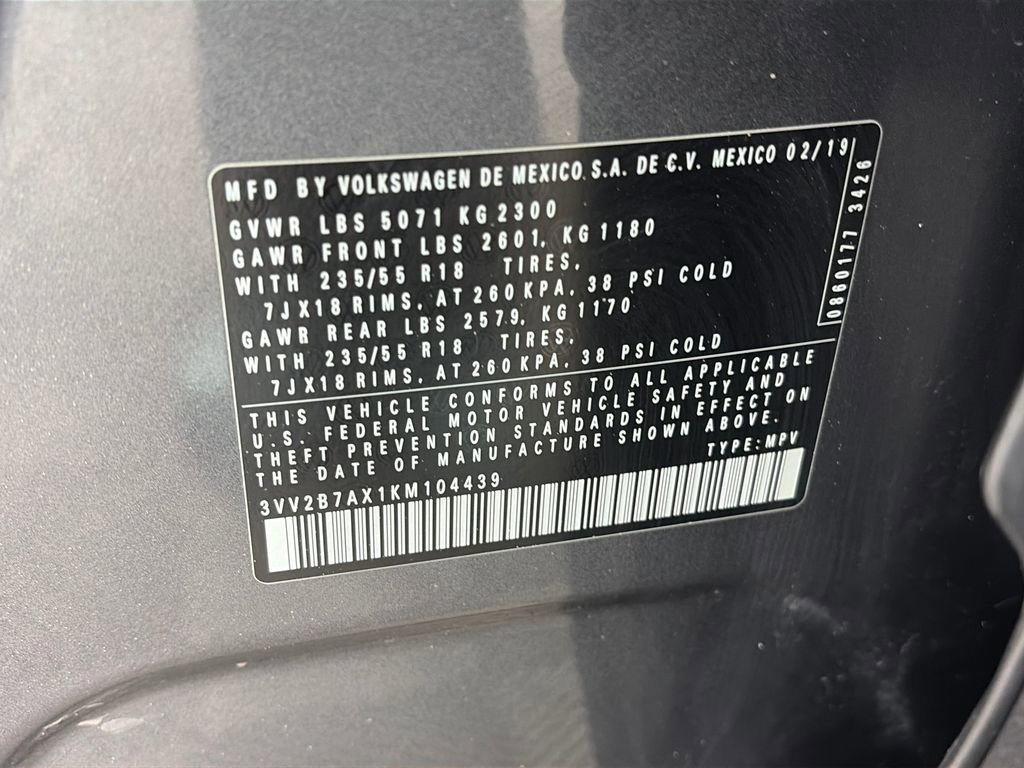 MFD BY VOLKSWAGEN DE MEXICO S.A. DE C.V. MEXICO 02/19
GVWR LBS 5071 KG 2300
GAWR FRONT LBS 2601, KG 1180
WITH 235/55 R18 TIRES,
7JX18 RIMS, AT 260 KPA, 38 PSI COLD
GAWR REAR LBS 2579, KG 1170
WITH 235/55 R18 TIRES,
7JX18 RIMS, AT 260 KPA, 38 PSI COLD
0860177 3426
THIS VEHICLE CONFORMS TO ALL APPLICABLE
U.S. FEDERAL MOTOR VEHICLE SAFETY AND
THEFT PREVENTION STANDARDS IN EFFECT ON
THE DATE OF MANUFACTURE SHOWN ABOVE.
TYPE: MPV
3VV2B7AX1KM104439